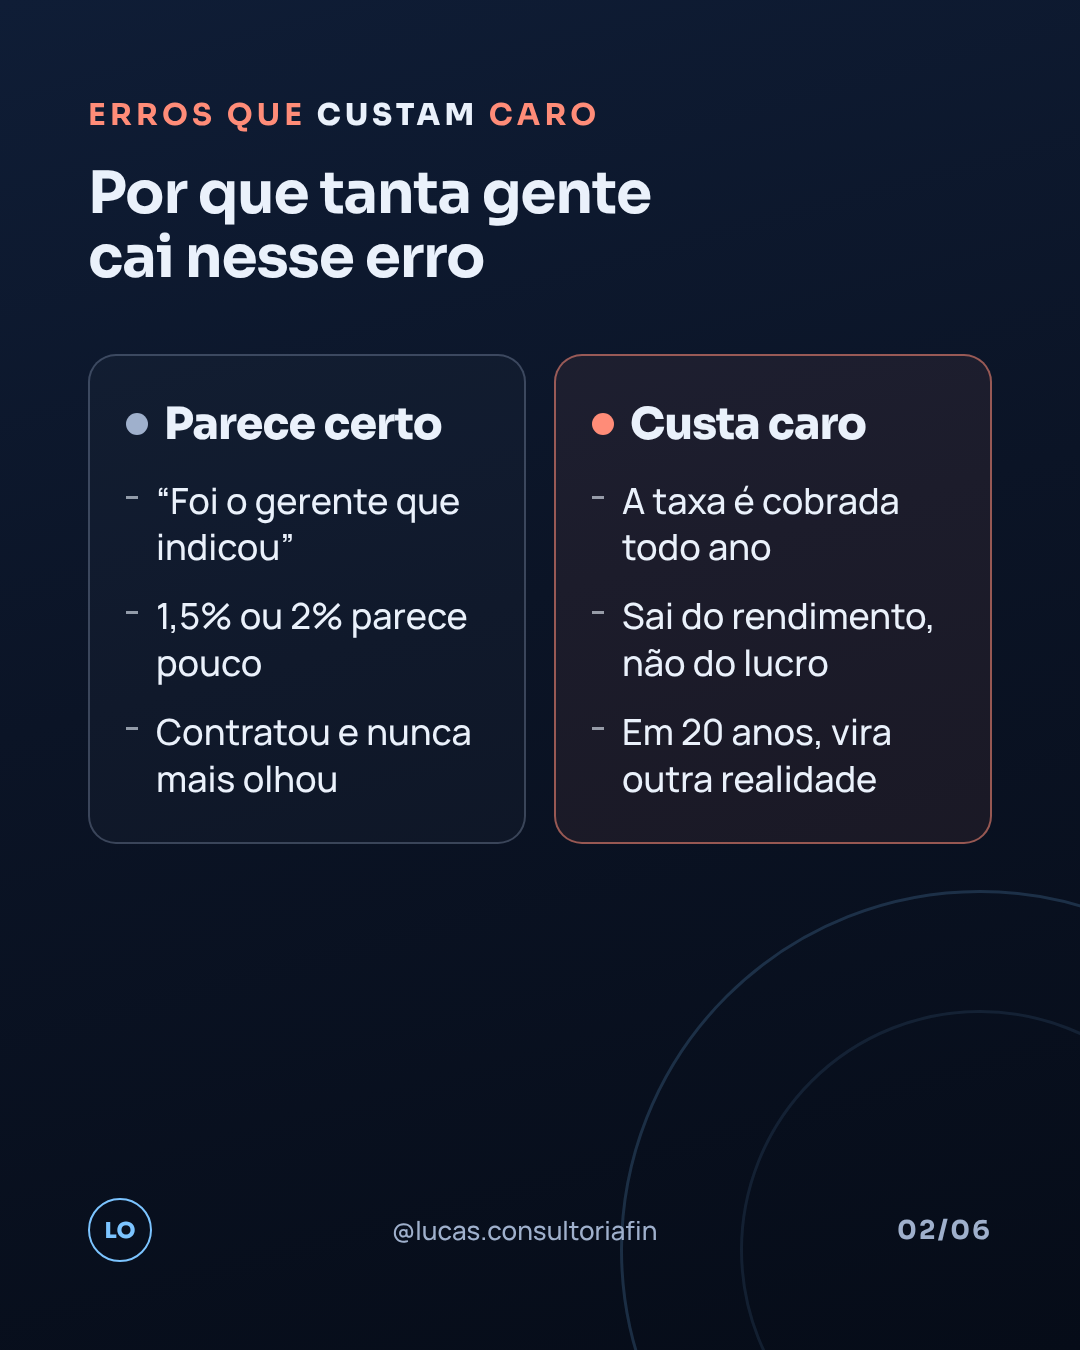 ERROS QUE CUSTAM CARO
Por que tanta gente
cai nesse erro
Parece certo
– “Foi o gerente que
indicou”
– 1,5% ou 2% parece
pouco
– Contratou e nunca
mais olhou
Custa caro
– A taxa é cobrada
todo ano
– Sai do rendimento,
não do lucro
– Em 20 anos, vira
outra realidade
LO
@lucas.consultoriafin
02/06